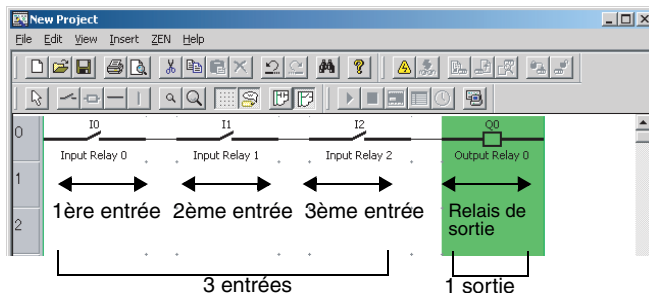 New Project
File Edit View Insert ZEN Help
0
I0 I1 I2 Q0
Input Relay 0 Input Relay 1 Input Relay 2 Output Relay 0
1
1ère entrée 2ème entrée 3ème entrée Relais de
sortie
2
3 entrées 1 sortie